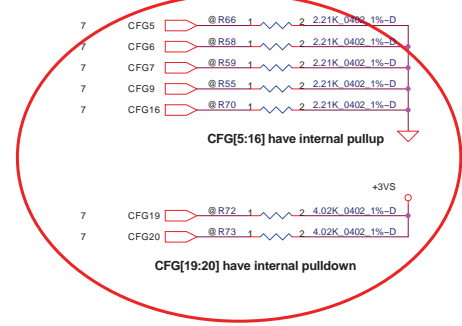 7 CFG5 @ R66 1 2 2.21K_0402_1%~D
7 CFG6 @ R58 1 2 2.21K_0402_1%~D
7 CFG7 @ R59 1 2 2.21K_0402_1%~D
7 CFG9 @ R55 1 2 2.21K_0402_1%~D
7 CFG16 @ R70 1 2 2.21K_0402_1%~D
CFG[5:16] have internal pullup
+3VS
7 CFG19 @ R72 1 2 4.02K_0402_1%~D
7 CFG20 @ R73 1 2 4.02K_0402_1%~D
CFG[19:20] have internal pulldown